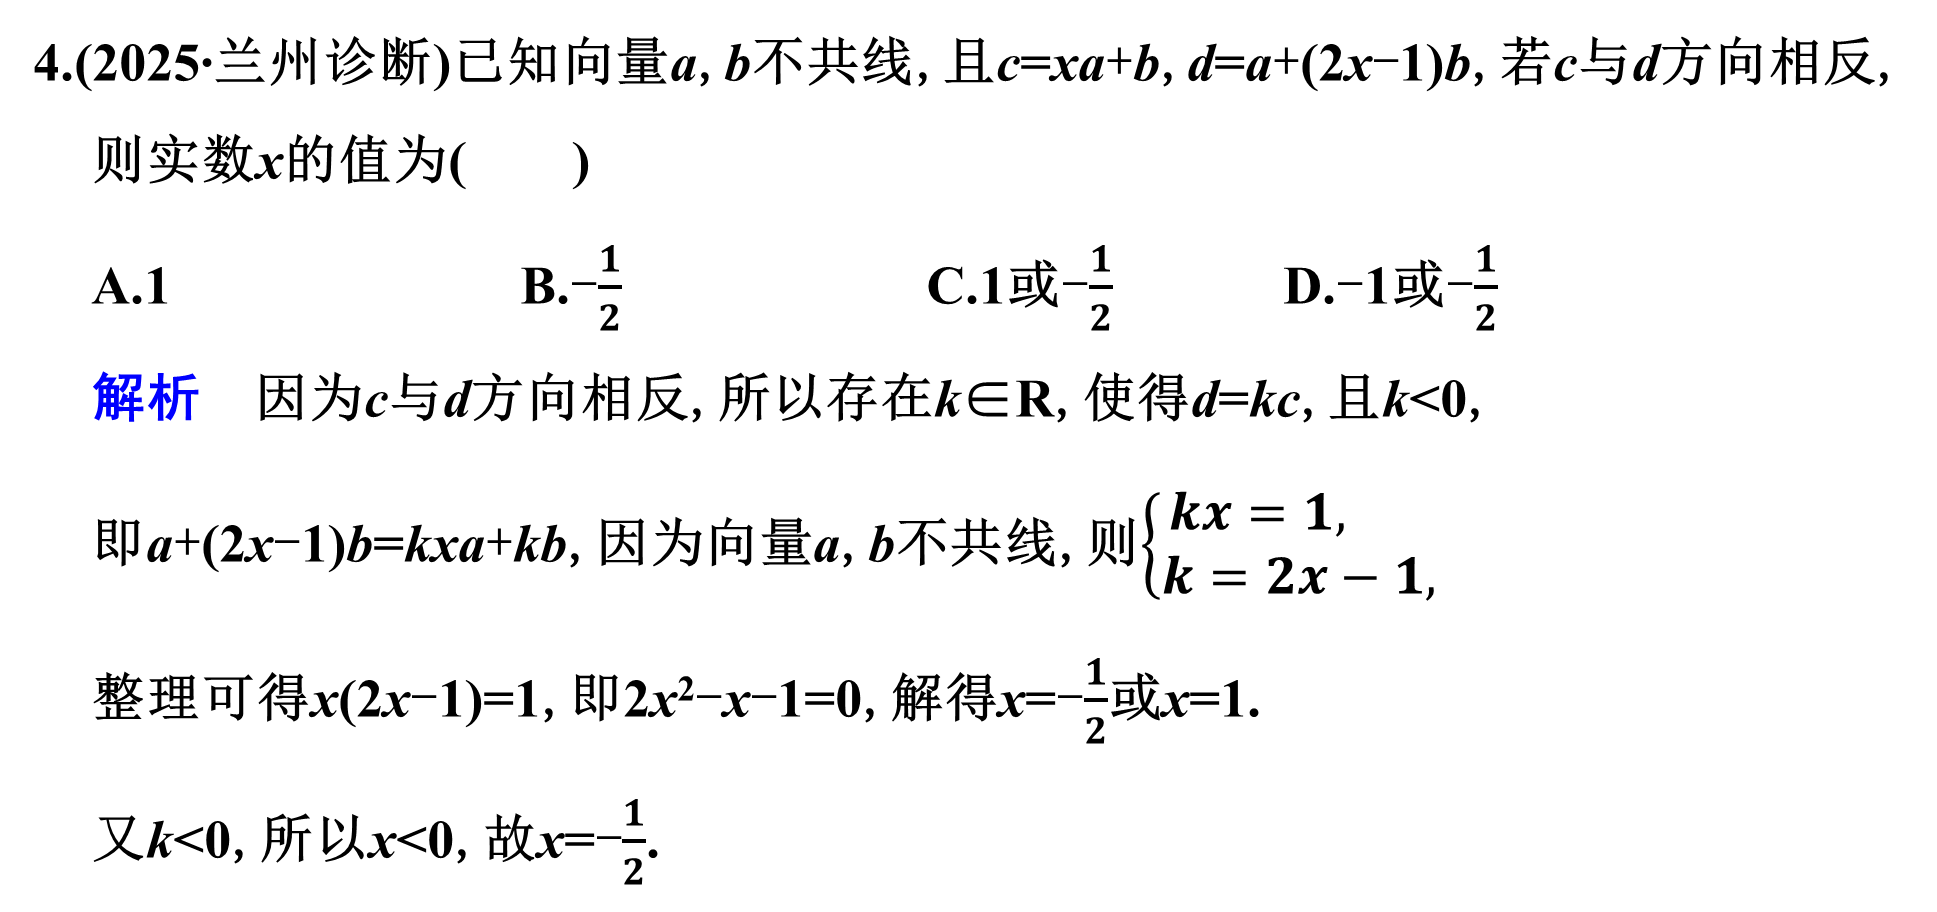 4.(2025·兰州诊断)已知向量a, b不共线, 且c=xa+b, d=a+(2x−1)b, 若c与d方向相反,
则实数x的值为(  )
A.1 B.−1/2 C.1或−1/2 D.−1或−1/2
解析 因为c与d方向相反, 所以存在k∈R, 使得d=kc, 且k<0,
即a+(2x−1)b=kxa+kb, 因为向量a, b不共线, 则{kx = 1, k = 2x − 1,
整理可得x(2x−1)=1, 即2x²−x−1=0, 解得x=−1/2或x=1.
又k<0, 所以x<0, 故x=−1/2.